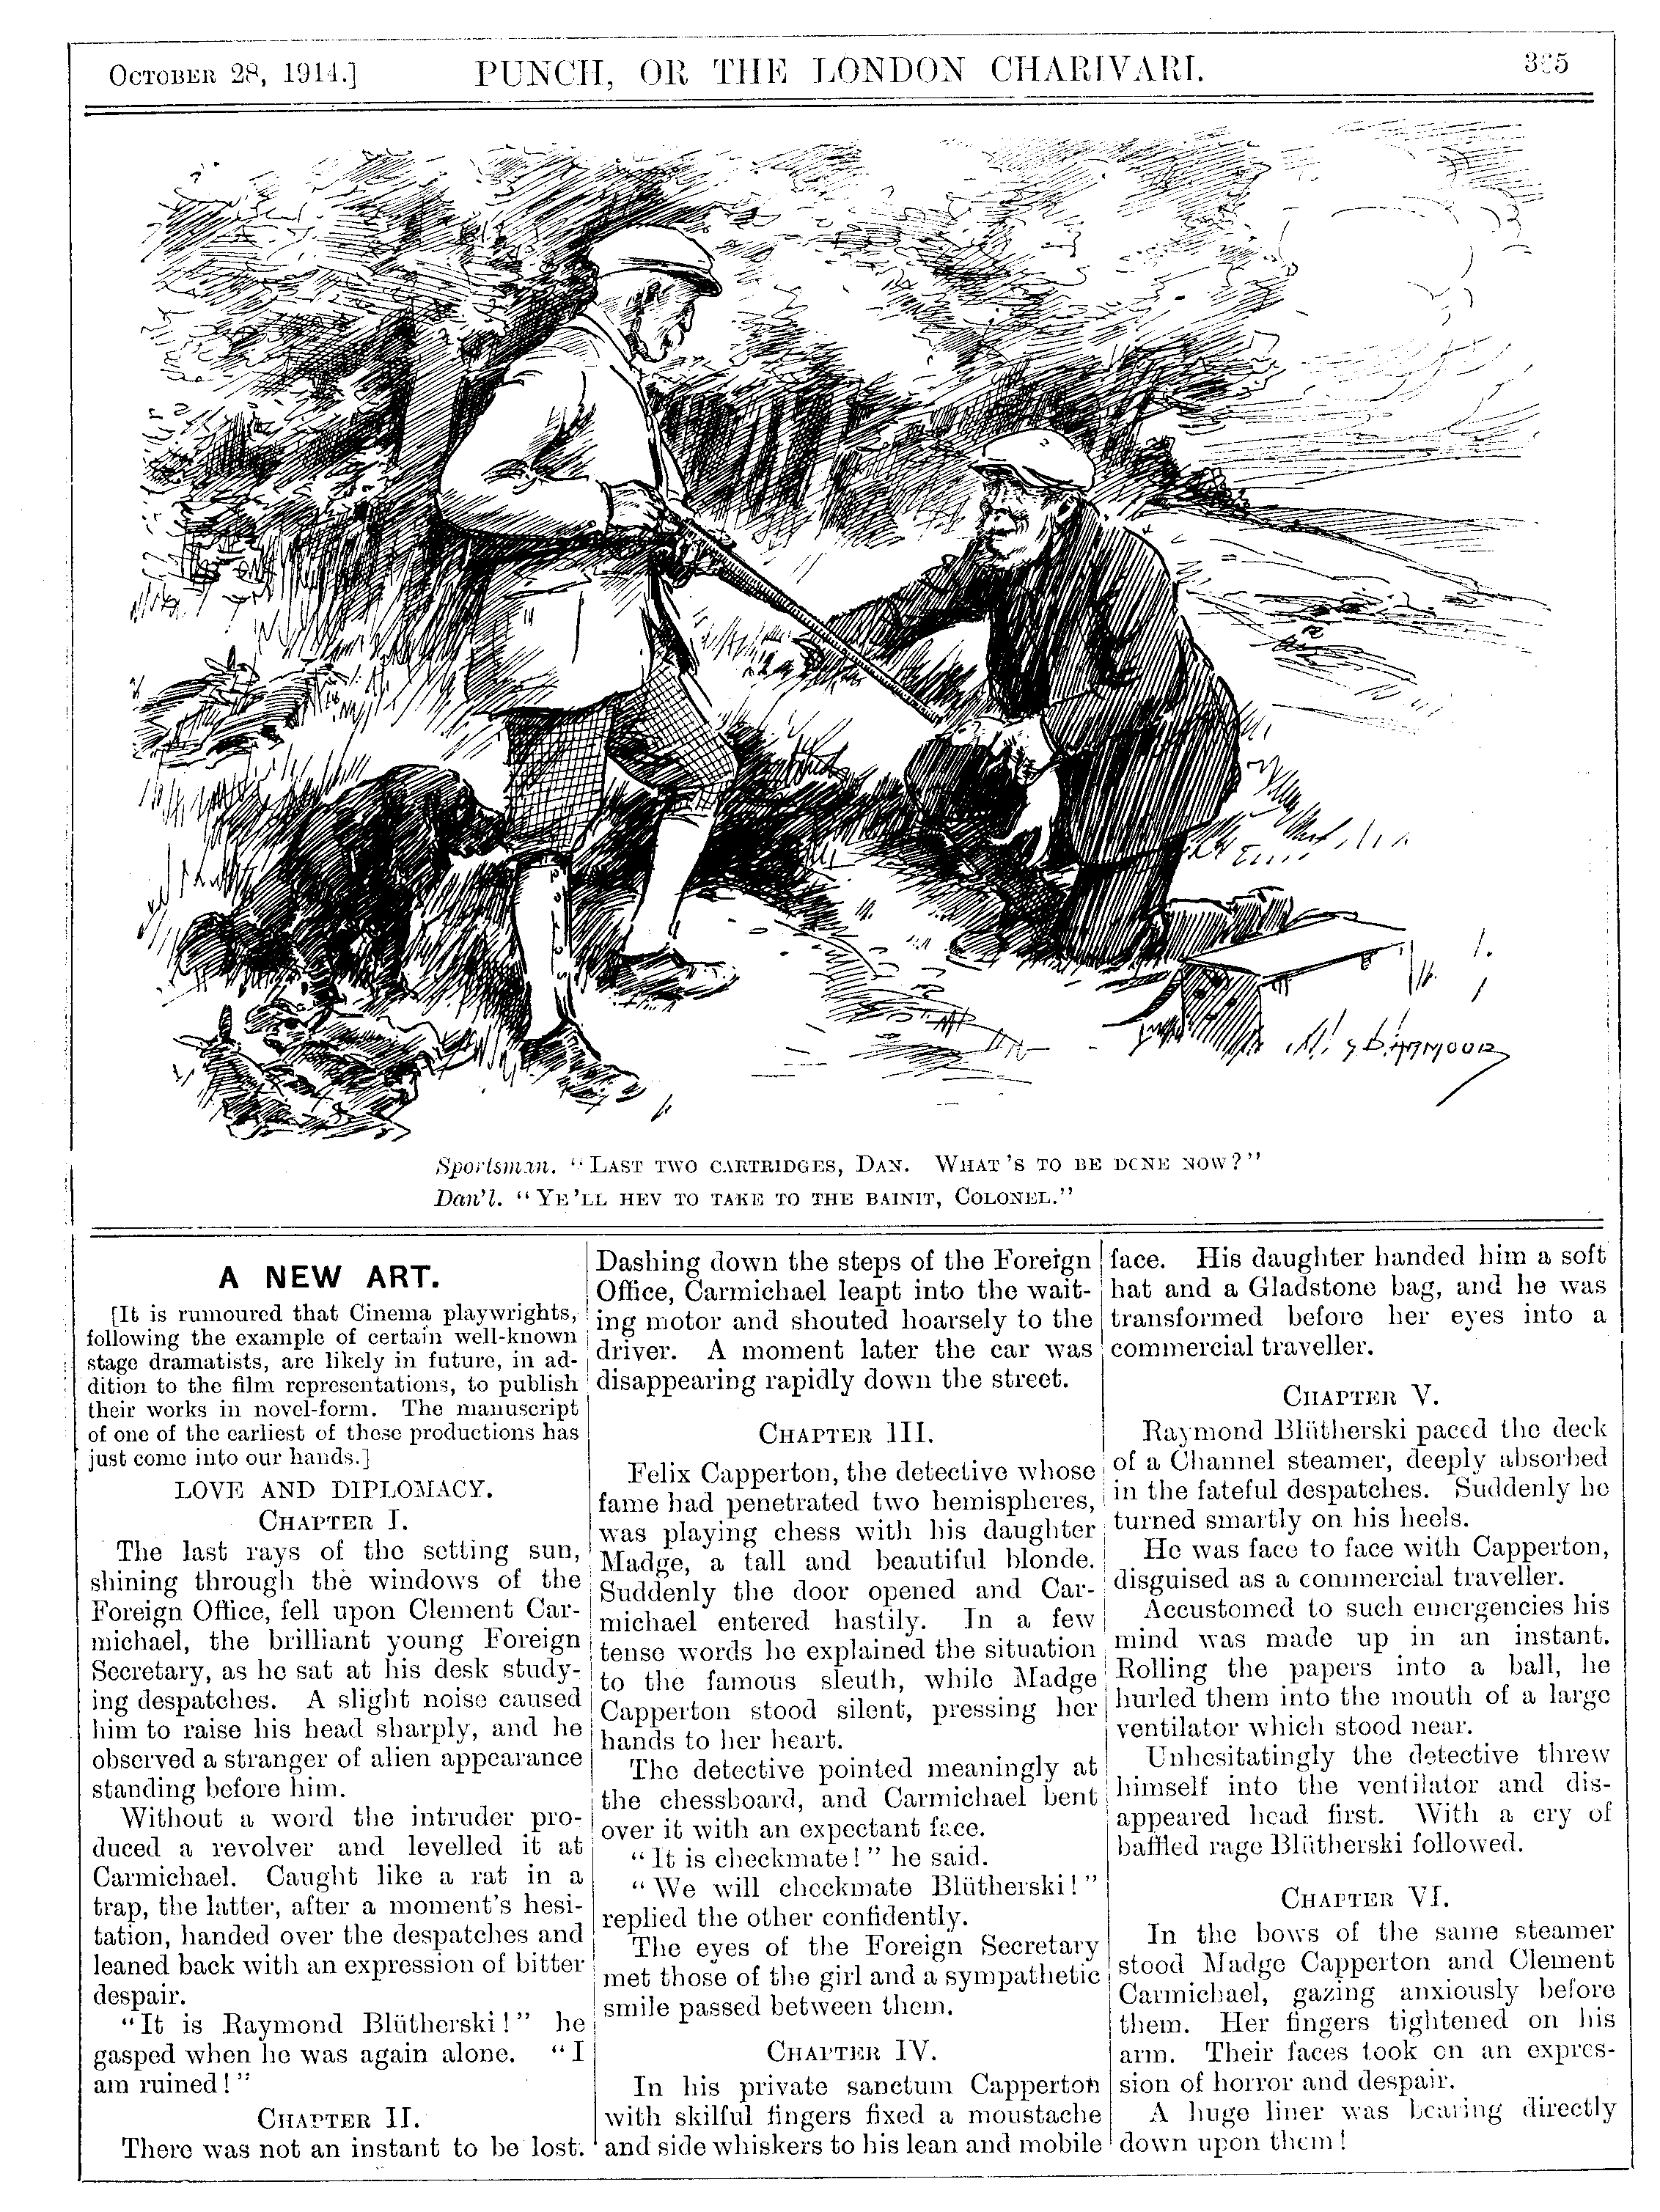 October 28, 1914.] PUNCH, OR THE LONDON CHARIVARI. 365
Sportsman. "Last two cartridges, Dan. What's to be done now?"
Dan'l. "Ye'll hev to take to the bainit, Colonel."
A NEW ART.
[It is rumoured that Cinema playwrights,
following the example of certain well-known
stage dramatists, are likely in future, in ad-
dition to the film representations, to publish
their works in novel-form. The manuscript
of one of the earliest of these productions has
just come into our hands.]
LOVE AND DIPLOMACY.
Chapter I.
The last rays of the setting sun,
shining through the windows of the
Foreign Office, fell upon Clement Car-
michael, the brilliant young Foreign
Secretary, as he sat at his desk study-
ing despatches. A slight noise caused
him to raise his head sharply, and he
observed a stranger of alien appearance
standing before him.
Without a word the intruder pro-
duced a revolver and levelled it at
Carmichael. Caught like a rat in a
trap, the latter, after a moment's hesi-
tation, handed over the despatches and
leaned back with an expression of bitter
despair.
"It is Raymond Blütherski!" he
gasped when he was again alone. "I
am ruined!"
Chapter II.
There was not an instant to be lost.
Dashing down the steps of the Foreign
Office, Carmichael leapt into the wait-
ing motor and shouted hoarsely to the
driver. A moment later the car was
disappearing rapidly down the street.
Chapter III.
Felix Capperton, the detective whose
fame had penetrated two hemispheres,
was playing chess with his daughter
Madge, a tall and beautiful blonde.
Suddenly the door opened and Car-
michael entered hastily. In a few
tense words he explained the situation
to the famous sleuth, while Madge
Capperton stood silent, pressing her
hands to her heart.
The detective pointed meaningly at
the chessboard, and Carmichael bent
over it with an expectant face.
"It is checkmate!" he said.
"We will checkmate Blütherski!"
replied the other confidently.
The eyes of the Foreign Secretary
met those of the girl and a sympathetic
smile passed between them.
Chapter IV.
In his private sanctum Capperton
with skilful fingers fixed a moustache
and side whiskers to his lean and mobile
face. His daughter handed him a soft
hat and a Gladstone bag, and he was
transformed before her eyes into a
commercial traveller.
Chapter V.
Raymond Blütherski paced the deck
of a Channel steamer, deeply absorbed
in the fateful despatches. Suddenly he
turned smartly on his heels.
He was face to face with Capperton,
disguised as a commercial traveller.
Accustomed to such emergencies his
mind was made up in an instant.
Rolling the papers into a ball, he
hurled them into the mouth of a large
ventilator which stood near.
Unhesitatingly the detective threw
himself into the ventilator and dis-
appeared head first. With a cry of
baffled rage Blütherski followed.
Chapter VI.
In the bows of the same steamer
stood Madge Capperton and Clement
Carmichael, gazing anxiously before
them. Her fingers tightened on his
arm. Their faces took on an expres-
sion of horror and despair.
A huge liner was bearing directly
down upon them!